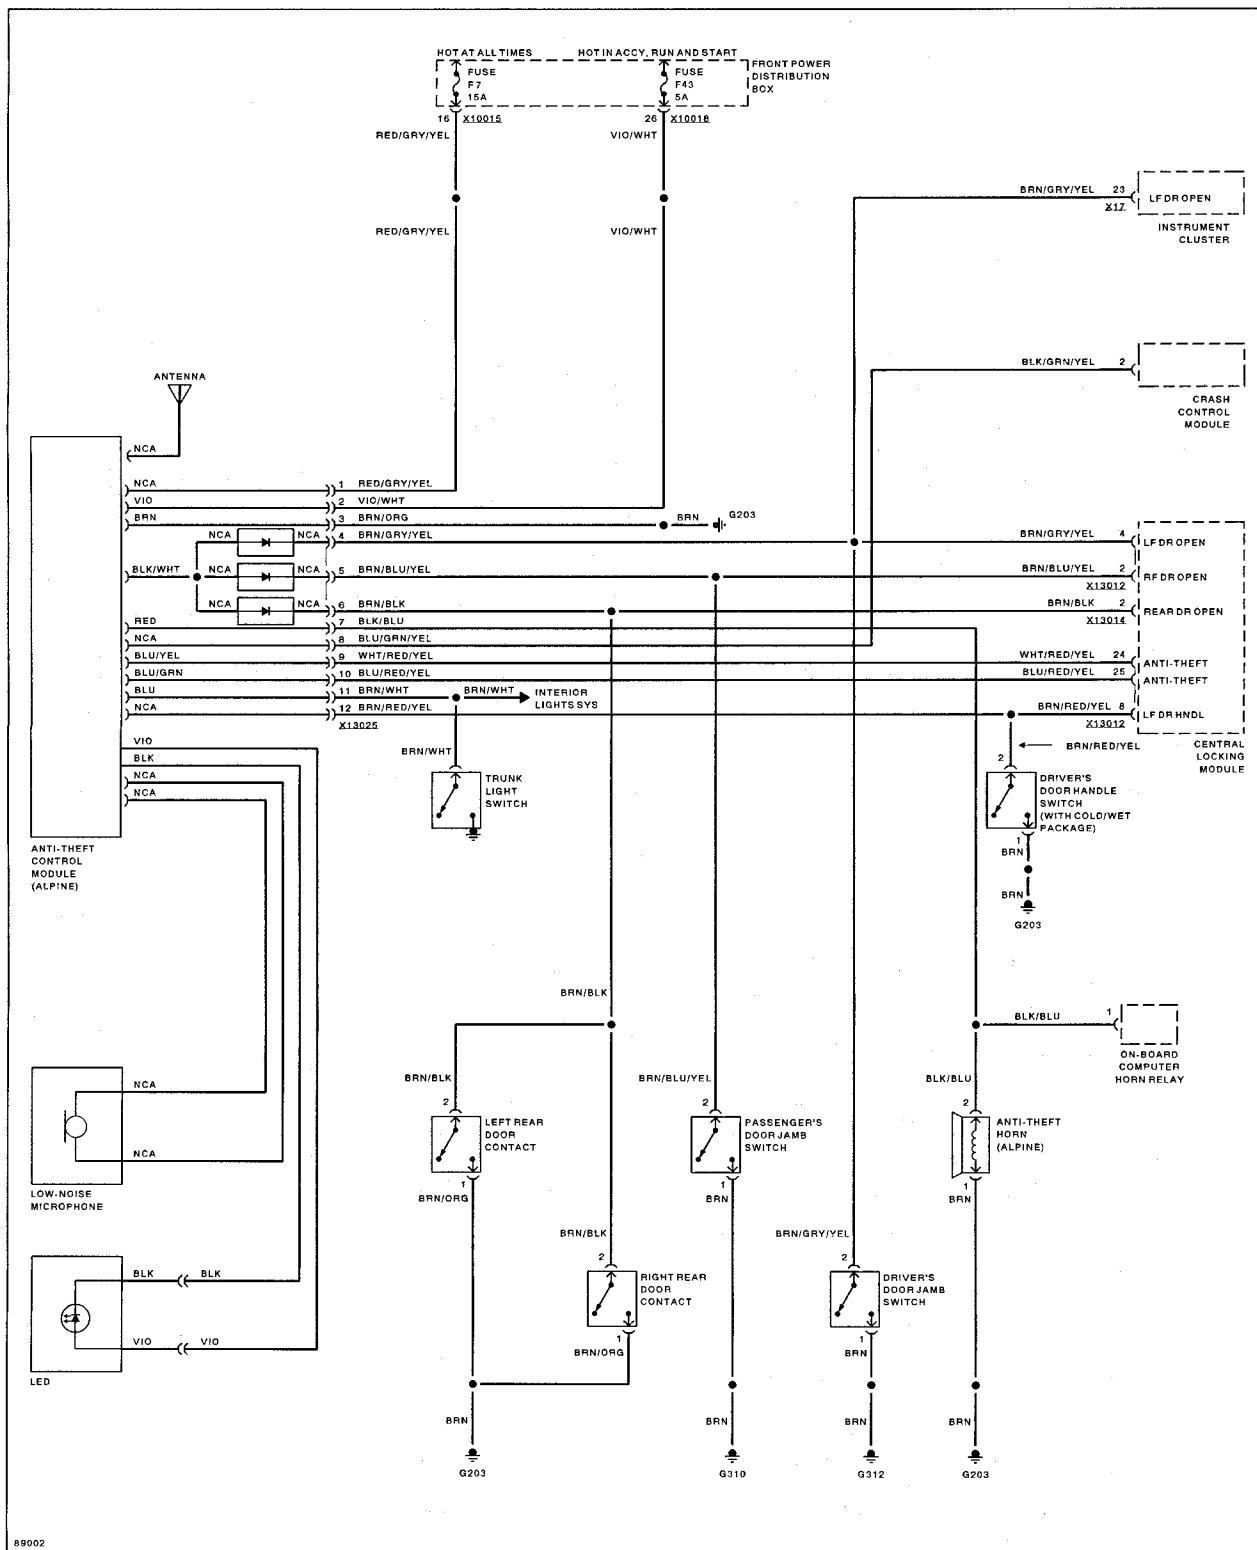 HOT AT ALL TIMES
HOT IN ACCY, RUN AND START
FUSE
F7
15A
FUSE
F43
5A
FRONT POWER
DISTRIBUTION
BOX
16 X10015
26 X10018
RED/GRY/YEL
VIO/WHT
RED/GRY/YEL
VIO/WHT
BRN/GRY/YEL 23
X17
LF DR OPEN
INSTRUMENT
CLUSTER
BLK/GRN/YEL 2
CRASH
CONTROL
MODULE
ANTENNA
NCA
NCA 1 RED/GRY/YEL
VIO 2 VIO/WHT
BRN 3 BRN/ORG
BRN
G203
NCA NCA 4 BRN/GRY/YEL
BRN/GRY/YEL 4 LF DR OPEN
BLK/WHT NCA NCA 5 BRN/BLU/YEL
BRN/BLU/YEL 2 RF DR OPEN
X13012
NCA NCA 6 BRN/BLK
BRN/BLK 2 REAR DR OPEN
X13014
RED 7 BLK/BLU
NCA 8 BLU/GRN/YEL
BLU/YEL 9 WHT/RED/YEL
WHT/RED/YEL 24 ANTI-THEFT
BLU/GRN 10 BLU/RED/YEL
BLU/RED/YEL 25 ANTI-THEFT
BLU 11 BRN/WHT
BRN/WHT
INTERIOR
LIGHTS SYS
NCA 12 BRN/RED/YEL
X13025
BRN/RED/YEL 8 LF DR HNDL
X13012
CENTRAL
LOCKING
MODULE
VIO
BLK
NCA
NCA
BRN/WHT
TRUNK
LIGHT
SWITCH
BRN/RED/YEL
2
DRIVER'S
DOOR HANDLE
SWITCH
(WITH COLD/WET
PACKAGE)
1
BRN
BRN
G203
ANTI-THEFT
CONTROL
MODULE
(ALPINE)
BRN/BLK
BLK/BLU 1
ON-BOARD
COMPUTER
HORN RELAY
BRN/BLK
2
LEFT REAR
DOOR
CONTACT
1
BRN/ORG
BRN/BLU/YEL
2
PASSENGER'S
DOOR JAMB
SWITCH
1
BRN
BLK/BLU
2
ANTI-THEFT
HORN
(ALPINE)
1
BRN
NCA
NCA
LOW-NOISE
MICROPHONE
BRN/BLK
2
RIGHT REAR
DOOR
CONTACT
1
BRN/ORG
BRN/GRY/YEL
2
DRIVER'S
DOOR JAMB
SWITCH
1
BRN
BLK BLK
VIO VIO
LED
BRN
G203
BRN
G310
BRN
G312
BRN
G203
89002